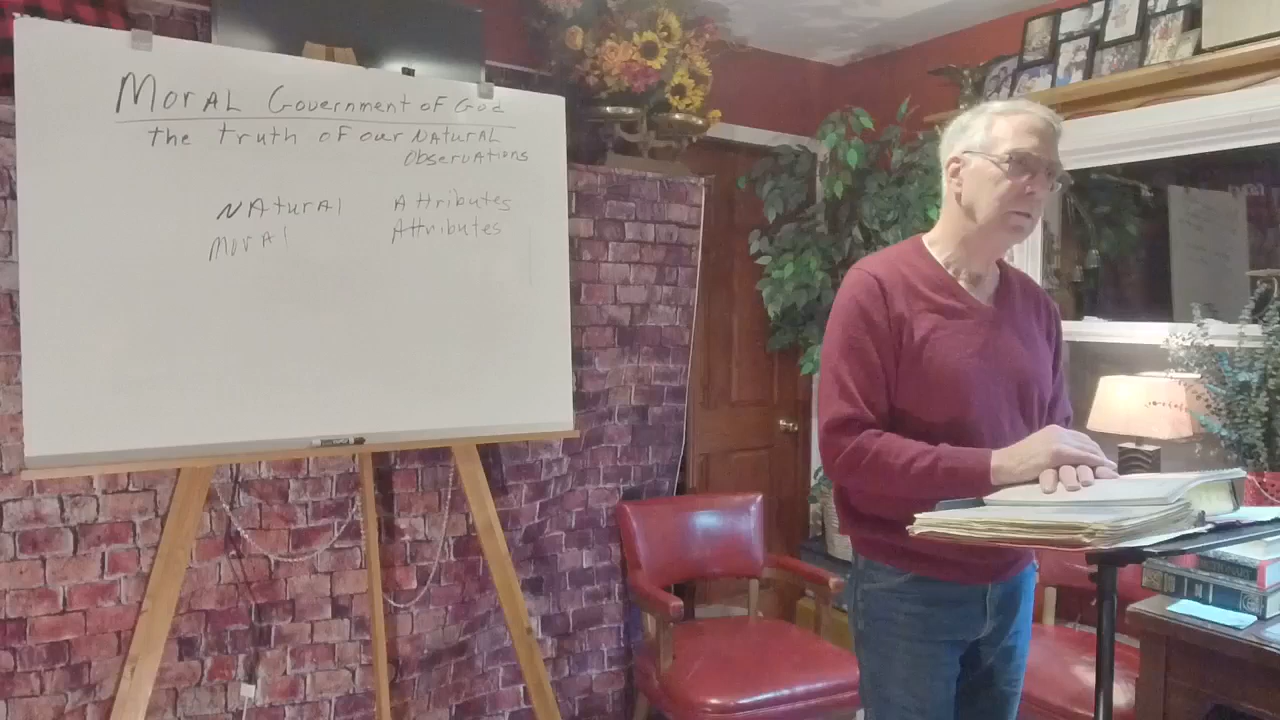 MorAL Government of God
the truth of our NATURAL
ObservAtions
NAturAl Attributes
MorAl Attributes